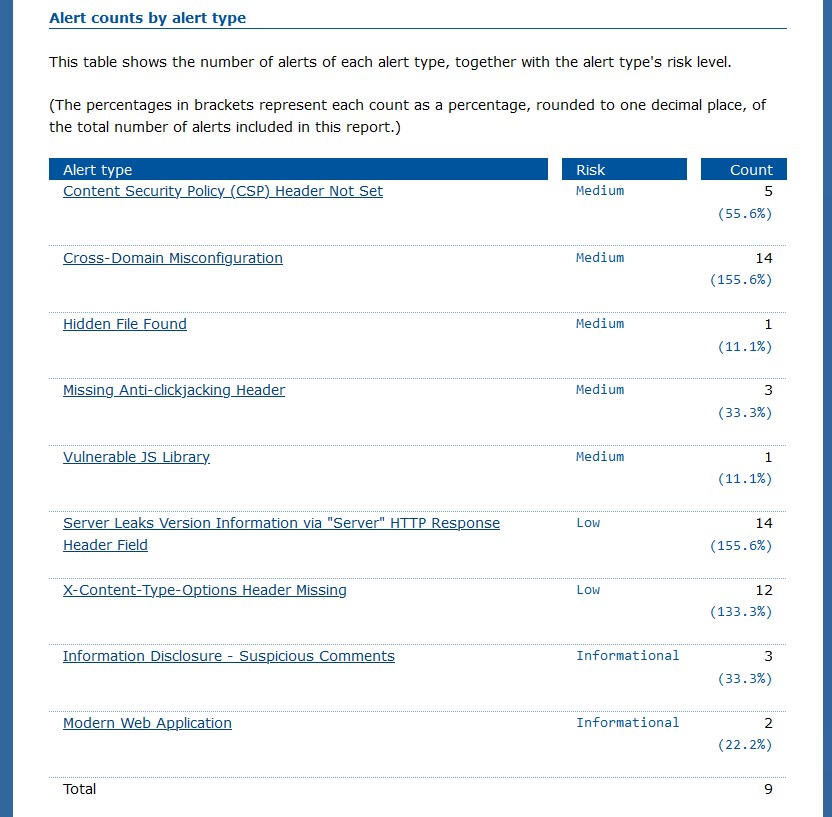 Alert counts by alert type
This table shows the number of alerts of each alert type, together with the alert type's risk level.
(The percentages in brackets represent each count as a percentage, rounded to one decimal place, of
the total number of alerts included in this report.)
Alert type Risk Count
Content Security Policy (CSP) Header Not Set Medium 5
(55.6%)
Cross-Domain Misconfiguration Medium 14
(155.6%)
Hidden File Found Medium 1
(11.1%)
Missing Anti-clickjacking Header Medium 3
(33.3%)
Vulnerable JS Library Medium 1
(11.1%)
Server Leaks Version Information via "Server" HTTP Response Low 14
Header Field (155.6%)
X-Content-Type-Options Header Missing Low 12
(133.3%)
Information Disclosure - Suspicious Comments Informational 3
(33.3%)
Modern Web Application Informational 2
(22.2%)
Total 9